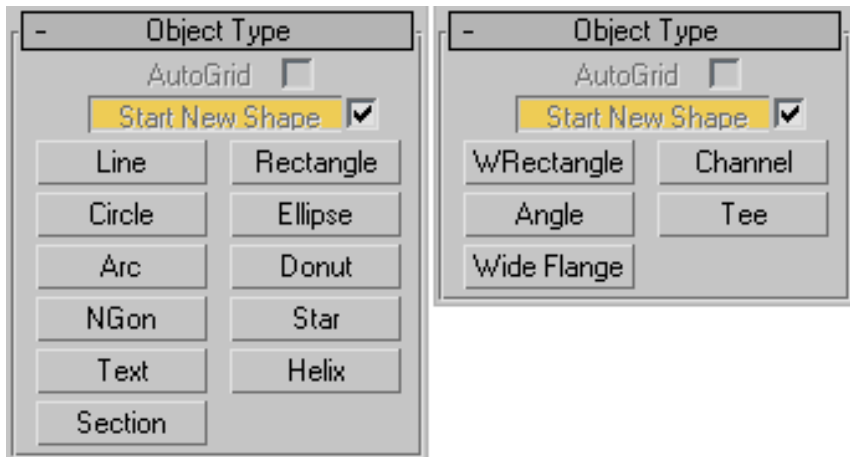 - Object Type
AutoGrid
Start New Shape
Line Rectangle
Circle Ellipse
Arc Donut
NGon Star
Text Helix
Section
- Object Type
AutoGrid
Start New Shape
WRectangle Channel
Angle Tee
Wide Flange